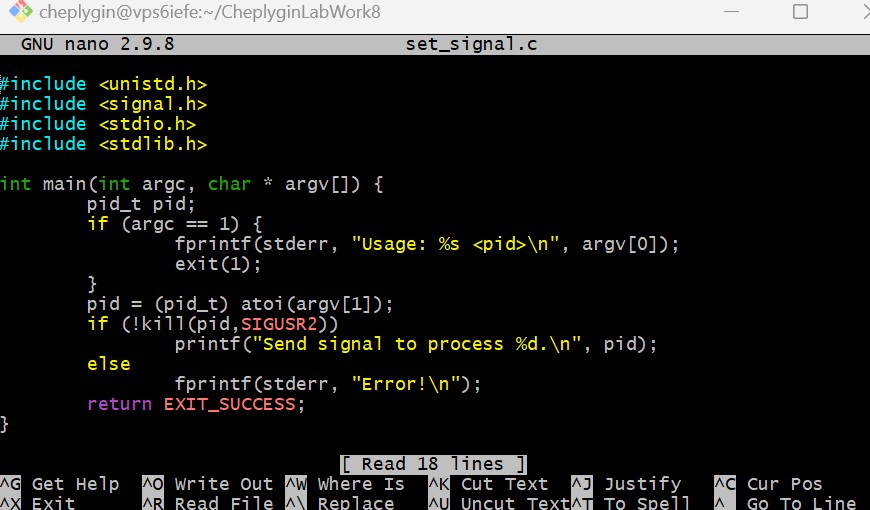 cheplygin@vps6iefe:~/CheplyginLabWork8
GNU nano 2.9.8 set_signal.c
#include <unistd.h>
#include <signal.h>
#include <stdio.h>
#include <stdlib.h>
int main(int argc, char * argv[]) {
pid_t pid;
if (argc == 1) {
fprintf(stderr, "Usage: %s <pid>\n", argv[0]);
exit(1);
}
pid = (pid_t) atoi(argv[1]);
if (!kill(pid,SIGUSR2))
printf("Send signal to process %d.\n", pid);
else
fprintf(stderr, "Error!\n");
return EXIT_SUCCESS;
}
[ Read 18 lines ]
^G Get Help ^O Write Out ^W Where Is ^K Cut Text ^J Justify ^C Cur Pos
^X Exit ^R Read File ^\ Replace ^U Uncut Text^T To Spell ^_ Go To Line